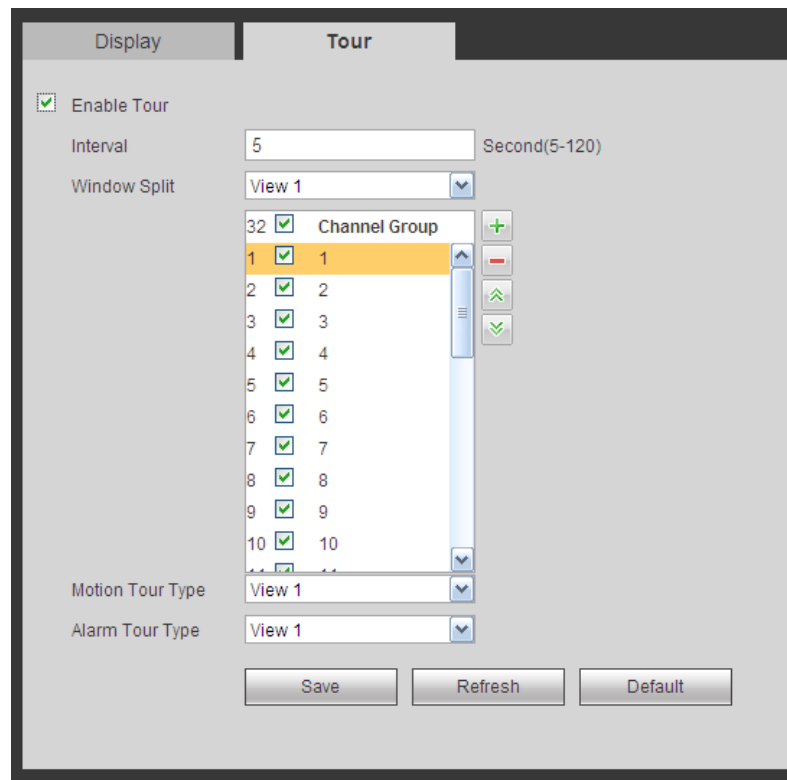 Display Tour
Enable Tour
Interval 5 Second(5-120)
Window Split View 1
32 Channel Group
1 1
2 2
3 3
4 4
5 5
6 6
7 7
8 8
9 9
10 10
Motion Tour Type View 1
Alarm Tour Type View 1
Save Refresh Default